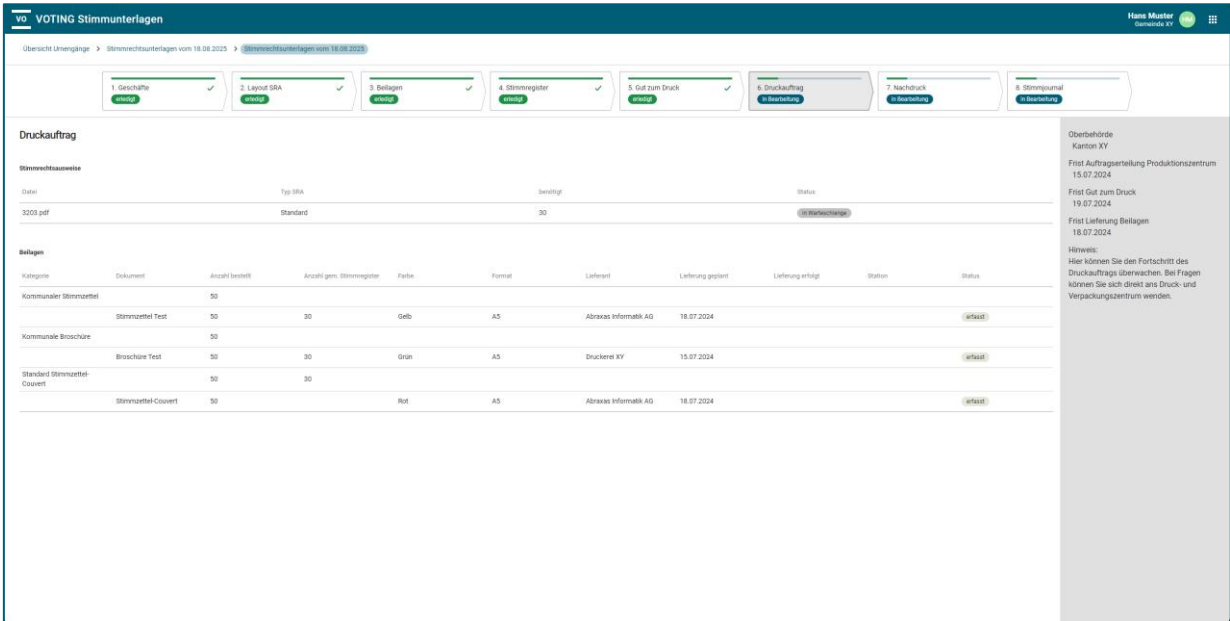 VO VOTING Stimmunterlagen
Hans Muster
Gemeinde XY
HM
Übersicht Urnengänge > Stimmrechtsunterlagen vom 18.08.2025 > Stimmrechtsunterlagen vom 18.08.2025
1. Geschäfte
erledigt
2. Layout SRA
erledigt
3. Beilagen
erledigt
4. Stimmregister
erledigt
5. Gut zum Druck
erledigt
6. Druckauftrag
in Bearbeitung
7. Nachdruck
in Bearbeitung
8. Stimmjournal
in Bearbeitung
Druckauftrag
Stimmrechtsausweise
Datei Typ SRA benötigt Status
3203.pdf Standard 30 in Warteschlange
Beilagen
Kategorie Dokument Anzahl bestellt Anzahl gem. Stimmregister Farbe Format Lieferant Lieferung geplant Lieferung erfolgt Station Status
Kommunaler Stimmzettel 50
Stimmzettel Test 50 30 Gelb A5 Abraxas Informatik AG 18.07.2024 erfasst
Kommunale Broschüre 50
Broschüre Test 50 30 Grün A5 Druckerei XY 15.07.2024 erfasst
Standard Stimmzettel-
Couvert 50 30
Stimmzettel-Couvert 50 Rot A5 Abraxas Informatik AG 18.07.2024 erfasst
Oberbehörde
Kanton XY
Frist Auftragserteilung Produktionszentrum
15.07.2024
Frist Gut zum Druck
19.07.2024
Frist Lieferung Beilagen
18.07.2024
Hinweis:
Hier können Sie den Fortschritt des
Druckauftrags überwachen. Bei Fragen
können Sie sich direkt ans Druck- und
Verpackungszentrum wenden.